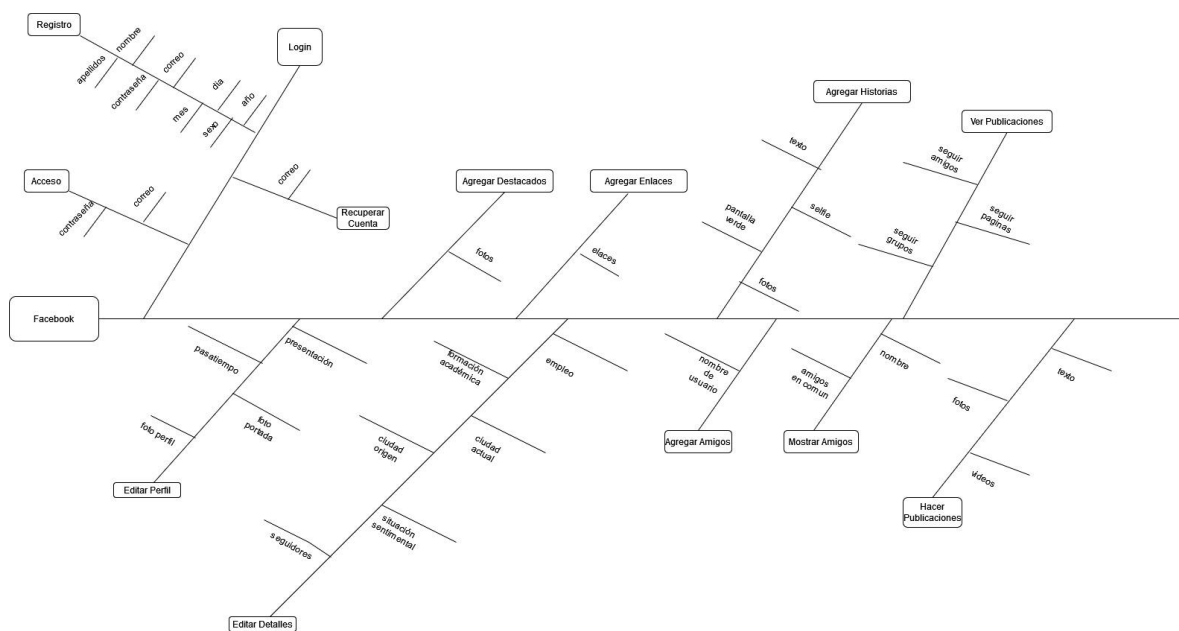 Registro
nombre
apellidos
correo
contraseña
dia
mes
año
sexo
Login
Acceso
correo
contraseña
correo
Recuperar
Cuenta
Agregar Destacados
fotos
Agregar Enlaces
elaces
Agregar Historias
texto
selfie
pantalla
verde
fotos
Ver Publicaciones
seguir
amigos
seguir
paginas
seguir
grupos
Facebook
pasatiempo
presentación
foto perfil
foto
portada
Editar Perfil
formación
académica
empleo
ciudad
origen
ciudad
actual
seguidores
situación
sentimental
Editar Detalles
nombre
de
usuario
Agregar Amigos
amigos
en comun
nombre
Mostrar Amigos
texto
fotos
videos
Hacer
Publicaciones